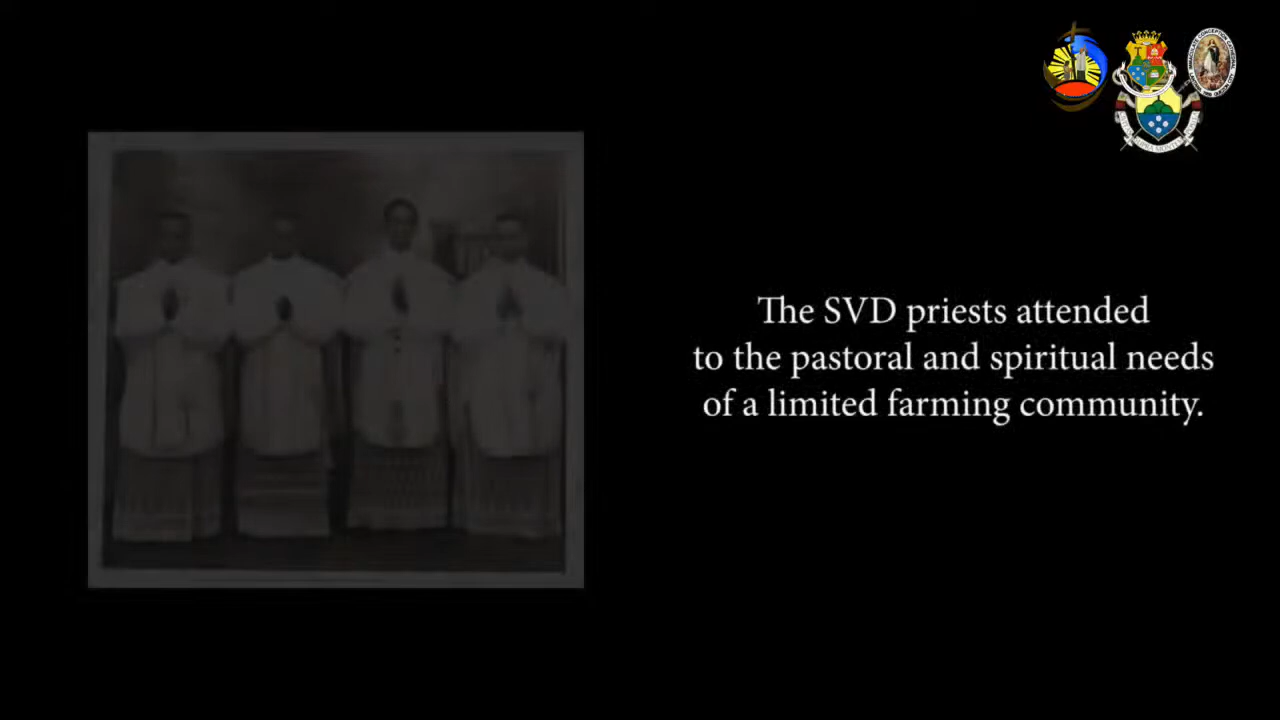 The SVD priests attended
to the pastoral and spiritual needs
of a limited farming community.